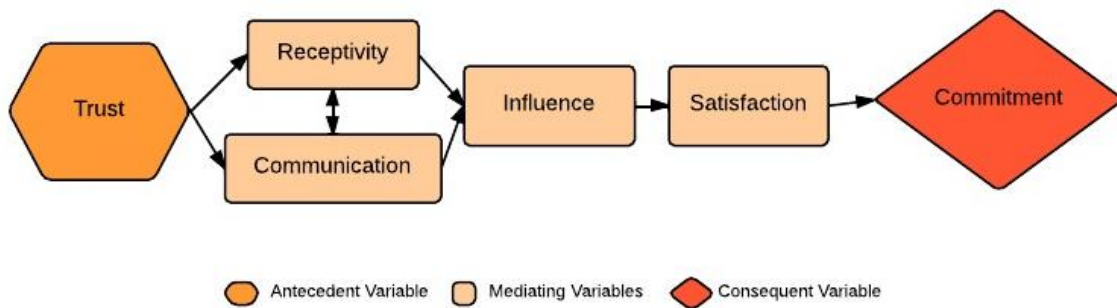 Trust
Receptivity
Communication
Influence
Satisfaction
Commitment
Antecedent Variable
Mediating Variables
Consequent Variable